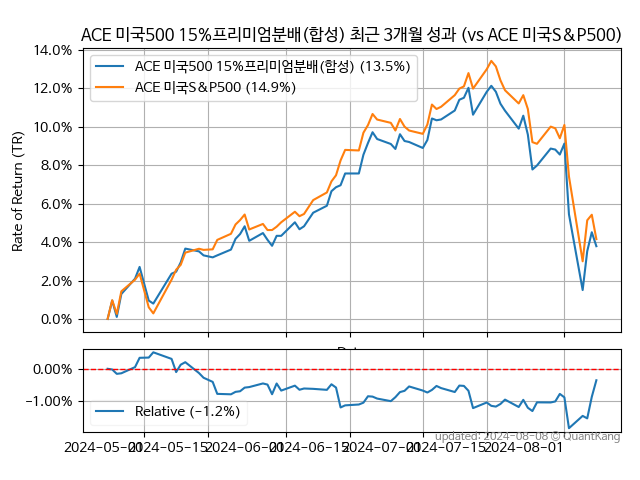 ACE 미국500 15%프리미엄분배(합성) 최근 3개월 성과 (vs ACE 미국S&P500)
14.0%
ACE 미국500 15%프리미엄분배(합성) (13.5%)
ACE 미국S&P500 (14.9%)
12.0%
10.0%
8.0%
6.0%
4.0%
2.0%
0.0%
Rate of Return (TR)
0.00%
−1.00%
Relative (−1.2%)
updated: 2024-08-08 © QuantKang
2024-05-01 2024-05-15 2024-06-01 2024-06-15 2024-07-01 2024-07-15 2024-08-01